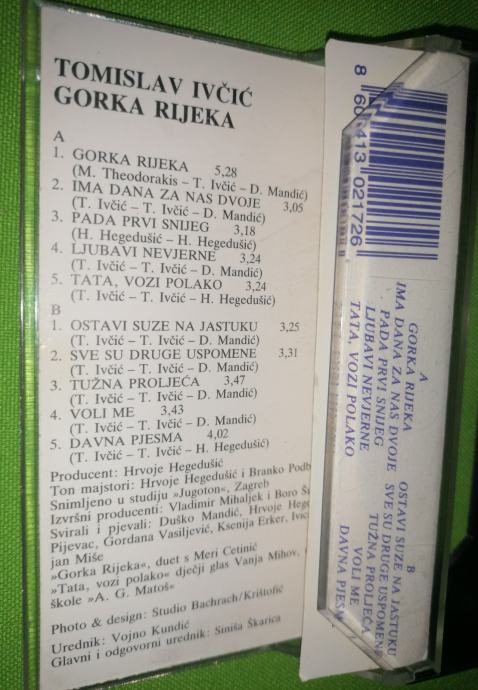 TOMISLAV IVČIĆ
GORKA RIJEKA
A
1. GORKA RIJEKA 5,28
(M. Theodorakis – T. Ivčić – D. Mandić)
2. IMA DANA ZA NAS DVOJE 3,05
(T. Ivčić – T. Ivčić – D. Mandić)
3. PADA PRVI SNIJEG 3,18
(H. Hegedušić – H. Hegedušić)
4. LJUBAVI NEVJERNE 3,24
(T. Ivčić – T. Ivčić – D. Mandić)
5. TATA, VOZI POLAKO 3,24
(T. Ivčić – T. Ivčić – H. Hegedušić)
B
1. OSTAVI SUZE NA JASTUKU 3,25
(T. Ivčić – T. Ivčić – D. Mandić)
2. SVE SU DRUGE USPOMENE 3,31
(T. Ivčić – T. Ivčić – D. Mandić)
3. TUŽNA PROLJEĆA 3,47
(T. Ivčić – T. Ivčić – D. Mandić)
4. VOLI ME 3,43
(T. Ivčić – T. Ivčić – D. Mandić)
5. DAVNA PJESMA 4,02
(T. Ivčić – T. Ivčić – H. Hegedušić)
Producent: Hrvoje Hegedušić
Ton majstori: Hrvoje Hegedušić i Branko Podb
Snimljeno u studiju »Jugoton«, Zagreb
Izvršni producenti: Vladimir Mihaljek i Boro
Svirali i pjevali: Duško Mandić, Hrvoje Hege
Pijevac, Gordana Vasiljević, Ksenija Erker, Ivic
jan Miše
»Gorka Rijeka«, duet s Meri Cetinić
»Tata, vozi polako« dječji glas Vanja Mihov,
škole »A. G. Matoš«
Photo & design: Studio Bachrach/Krištofić
Urednik: Vojno Kundić
Glavni i odgovorni urednik: Siniša Škarica
8 60 413 021726
A
GORKA RIJEKA
IMA DANA ZA NAS DVOJE
PADA PRVI SNIJEG
LJUBAVI NEVJERNE
TATA, VOZI POLAKO
B
OSTAVI SUZE NA JASTUKU
SVE SU DRUGE USPOMENE
TUŽNA PROLJEĆA
VOLI ME
DAVNA PJESM